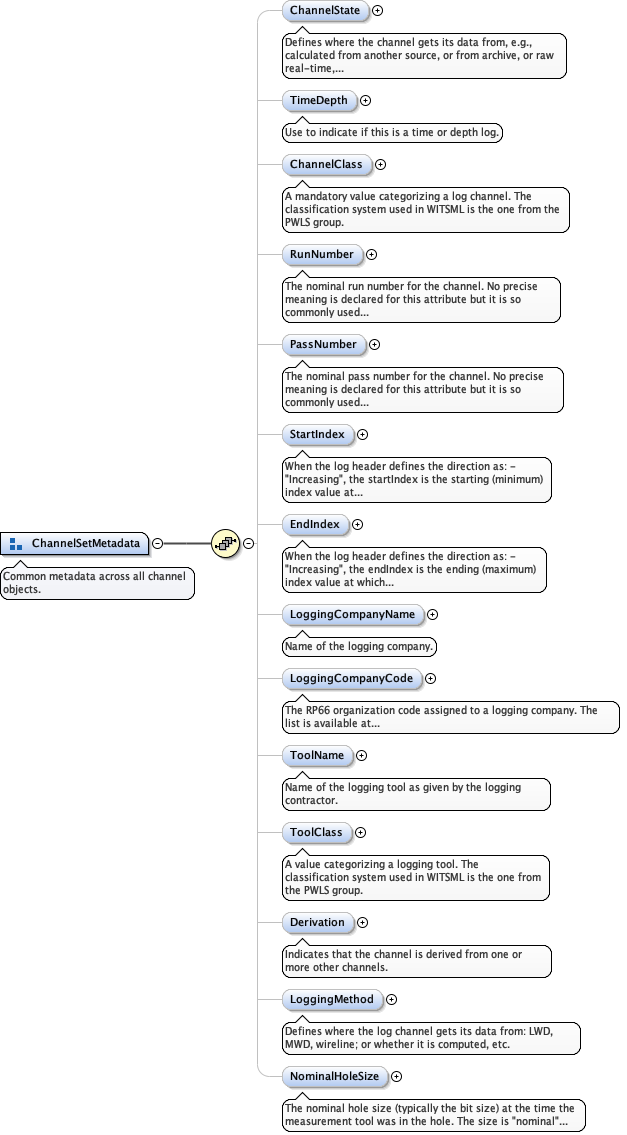 ChannelState
Defines where the channel gets its data from, e.g.,
calculated from another source, or from archive, or raw
real-time,...
TimeDepth
Use to indicate if this is a time or depth log.
ChannelClass
A mandatory value categorizing a log channel. The
classification system used in WITSML is the one from the
PWLS group.
RunNumber
The nominal run number for the channel. No precise
meaning is declared for this attribute but it is so
commonly used...
PassNumber
The nominal pass number for the channel. No precise
meaning is declared for this attribute but it is so
commonly used...
StartIndex
When the log header defines the direction as: -
"Increasing", the startIndex is the starting (minimum)
index value at...
ChannelSetMetadata
Common metadata across all channel
objects.
EndIndex
When the log header defines the direction as: -
"Increasing", the endIndex is the ending (maximum)
index value at which...
LoggingCompanyName
Name of the logging company.
LoggingCompanyCode
The RP66 organization code assigned to a logging company. The
list is available at...
ToolName
Name of the logging tool as given by the logging
contractor.
ToolClass
A value categorizing a logging tool. The
classification system used in WITSML is the one from
the PWLS group.
Derivation
Indicates that the channel is derived from one or
more other channels.
LoggingMethod
Defines where the log channel gets its data from: LWD,
MWD, wireline; or whether it is computed, etc.
NominalHoleSize
The nominal hole size (typically the bit size) at the time the
measurement tool was in the hole. The size is "nominal"...